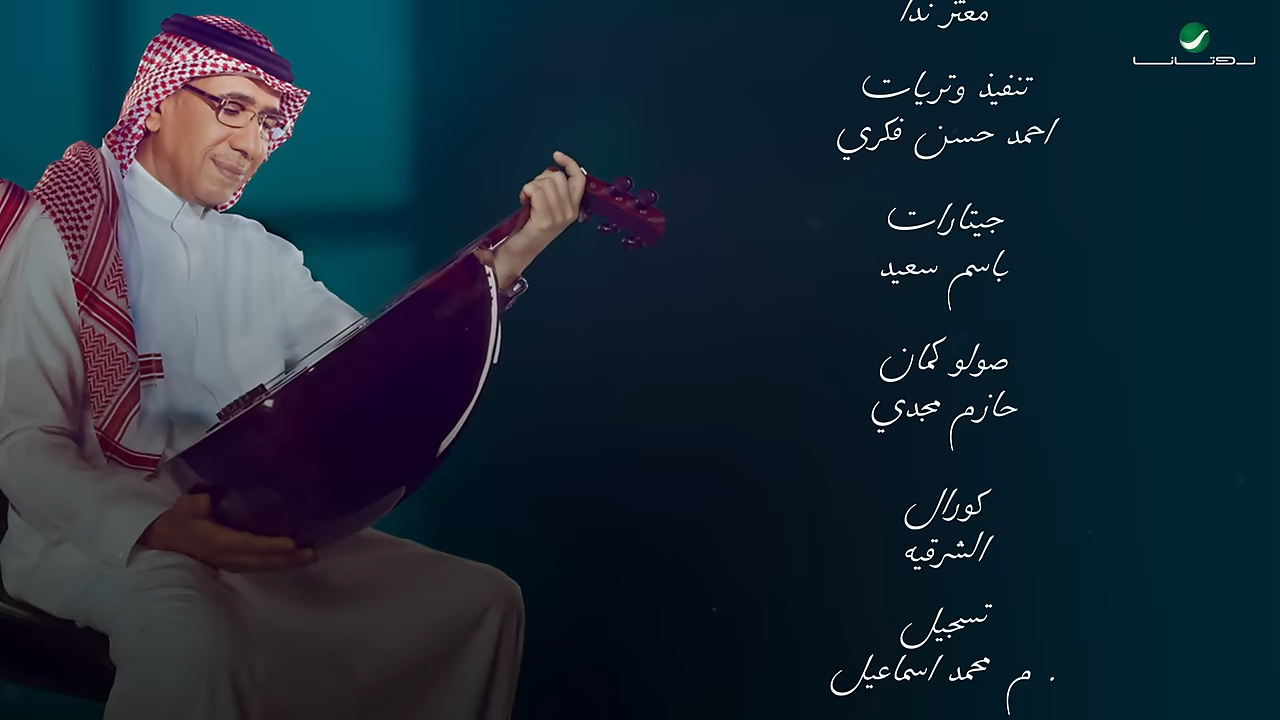 معتز ندا
روتانا
تنفيذ وتريات
احمد حسن فكري
جيتارات
باسم سعيد
صولو كمان
حازم مجدي
كورال
الشرقيه
تسجيل
م . محمد اسماعيل